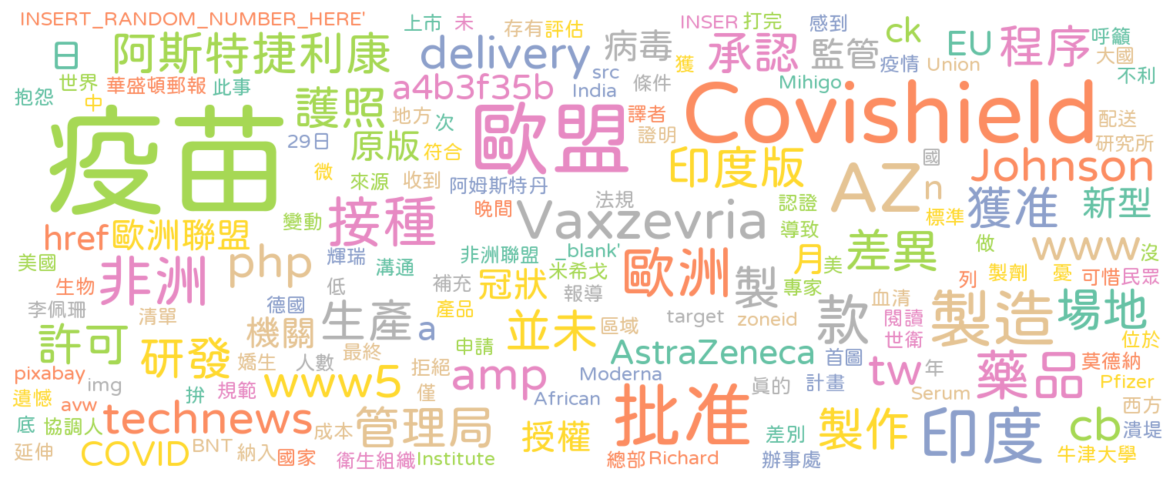 INSERT_RANDOM_NUMBER_HERE'
上市
未
存有
評估
INSER
打完
感到
ck
EU
程序
呼籲
日
阿斯特捷利康
delivery
病毒
承認
監管
獲
疫情
Union
大國
抱怨
世界
中
華盛頓郵報
此事
a4b3f35b
src
India
條件
Mihigo
不利
疫苗
護照
地方
次
歐盟
譯者
證明
Covishield
配送
研究所
29日
微
原版
符合
來源
收到
阿姆斯特丹
印度版
AZ
國
n
Johnson
href
歐洲聯盟
變動
接種
晚間
Vaxzevria
法規
認證
導致
獲准
標準
新型
美國
非洲
php
輝瑞
溝通
非洲聯盟
_blank'
米希戈
歐洲
月
美
差異
做
www
沒
生物
李佩珊
清單
德國
低
補充
冠狀
報導
製
專家
列
製劑
憂
可惜
民眾
許可
機關
生產
a
產品
並未
區域
target
zoneid
款
血清
閱讀
世衛
製造
場地
位於
研發
嬌生
人數
最終
申請
拒絕
AstraZeneca
首圖
tw
年
藥品
莫德納
pixabay
img
遺憾
avw
拚
規範
www5
僅
amp
Moderna
African
真的
計畫
Serum
Pfizer
西方
底
協調人
technews
成本
管理局
授權
批准
差別
製作
印度
cb
潰堤
延伸
COVID
BNT
納入
國家
衛生組織
Institute
總部
Richard
辦事處
牛津大學